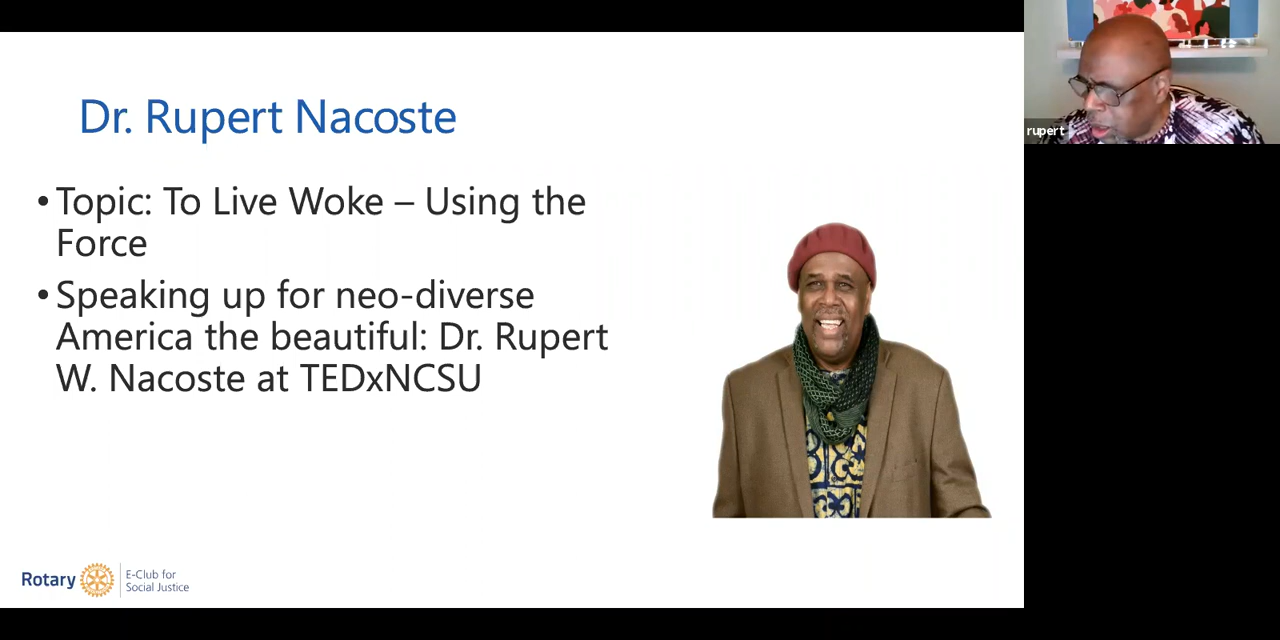 Dr. Rupert Nacoste
• Topic: To Live Woke – Using the
Force
• Speaking up for neo-diverse
America the beautiful: Dr. Rupert
W. Nacoste at TEDxNCSU
Rotary
E-Club for
Social Justice
rupert